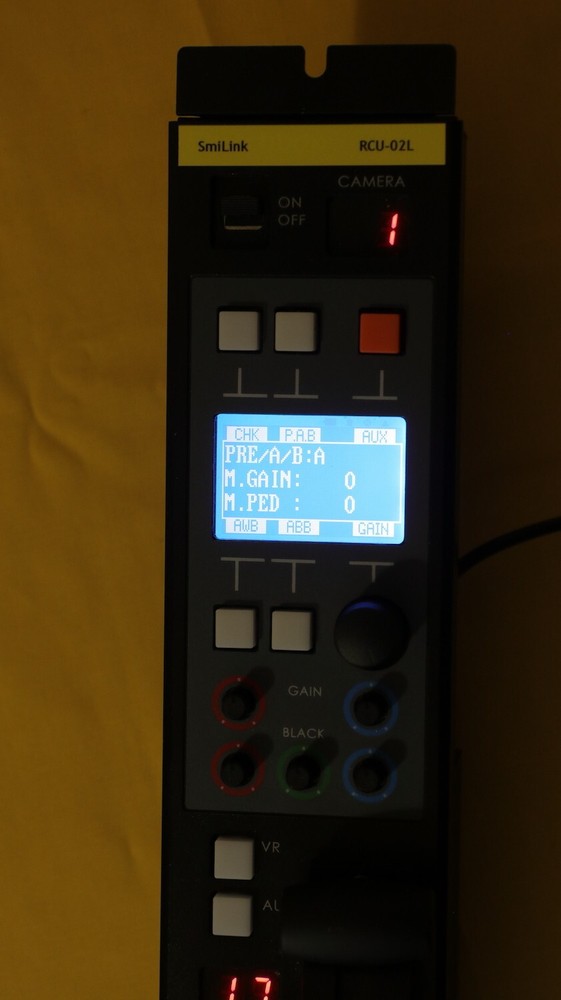 SmiLink RCU-02L
CAMERA
ON
OFF
1
CHK P.A.B AUX
PRE/A/B:A
M.GAIN: 0
M.PED : 0
AWB ABB GAIN
GAIN
BLACK
VR
AU
17